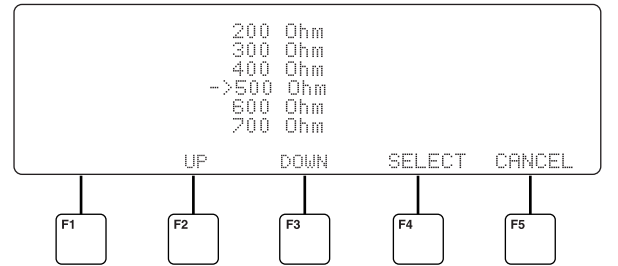 200 Ohm
300 Ohm
400 Ohm
->500 Ohm
600 Ohm
700 Ohm
UP DOWN SELECT CANCEL
F1 F2 F3 F4 F5